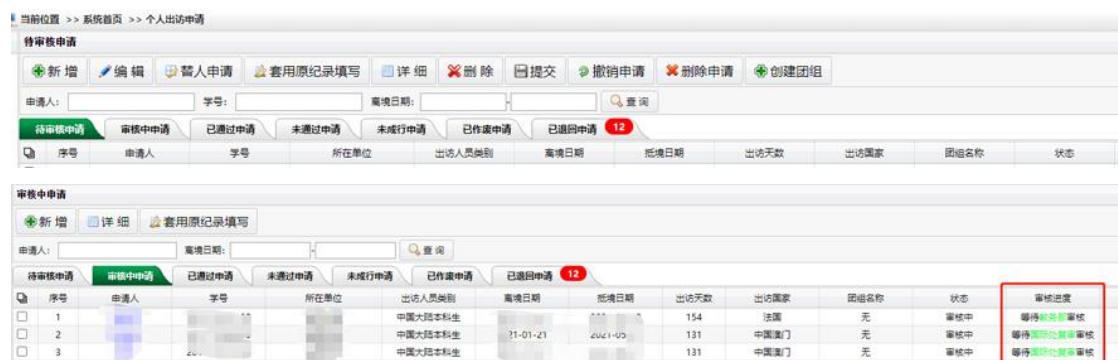 当前位置 >> 系统首页 >> 个人出访申请
待审核申请
新增 编辑 替人申请 套用原纪录填写 详细 删除 提交 撤销申请 删除申请 创建团组
申请人: 学号: 离境日期: - 查询
待审核申请 审核中申请 已通过申请 未通过申请 未成行申请 已作废申请 已退回申请 12
序号 申请人 学号 所在单位 出访人员类别 离境日期 抵境日期 出访天数 出访国家 团组名称 状态
审核中申请
新增 详细 套用原纪录填写
申请人: 离境日期: - 查询
待审核申请 审核中申请 已通过申请 未通过申请 未成行申请 已作废申请 已退回申请 12
序号 申请人 学号 所在单位 出访人员类别 离境日期 抵境日期 出访天数 出访国家 团组名称 状态 审核进度
1 中国大陆本科生 154 法国 无 审核中 等待教务部审核
2 中国大陆本科生 21-01-21 2021-05 131 中国澳门 无 审核中 等待国际处复审审核
3 中国大陆本科生 131 中国澳门 无 审核中 等待国际处复审审核